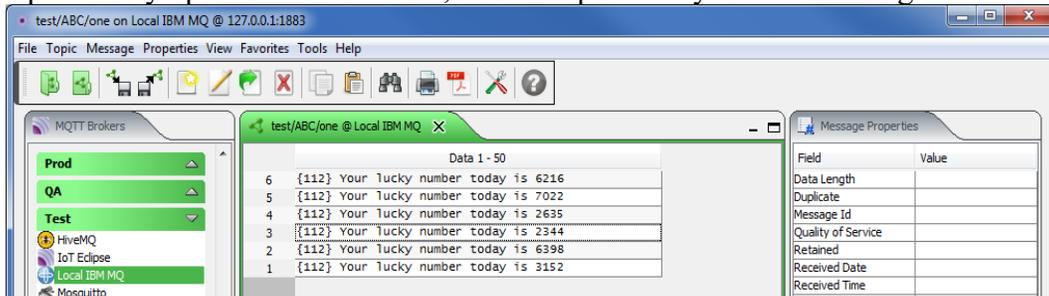 test/ABC/one on Local IBM MQ @ 127.0.0.1:1883
File Topic Message Properties View Favorites Tools Help
PDF
MQTT Brokers
Prod
QA
Test
HiveMQ
IoT Eclipse
Local IBM MQ
Mosquitto
test/ABC/one @ Local IBM MQ
Data 1 - 50
6 {112} Your lucky number today is 6216
5 {112} Your lucky number today is 7022
4 {112} Your lucky number today is 2635
3 {112} Your lucky number today is 2344
2 {112} Your lucky number today is 6398
1 {112} Your lucky number today is 3152
Message Properties
Field Value
Data Length
Duplicate
Message Id
Quality of Service
Retained
Received Date
Received Time